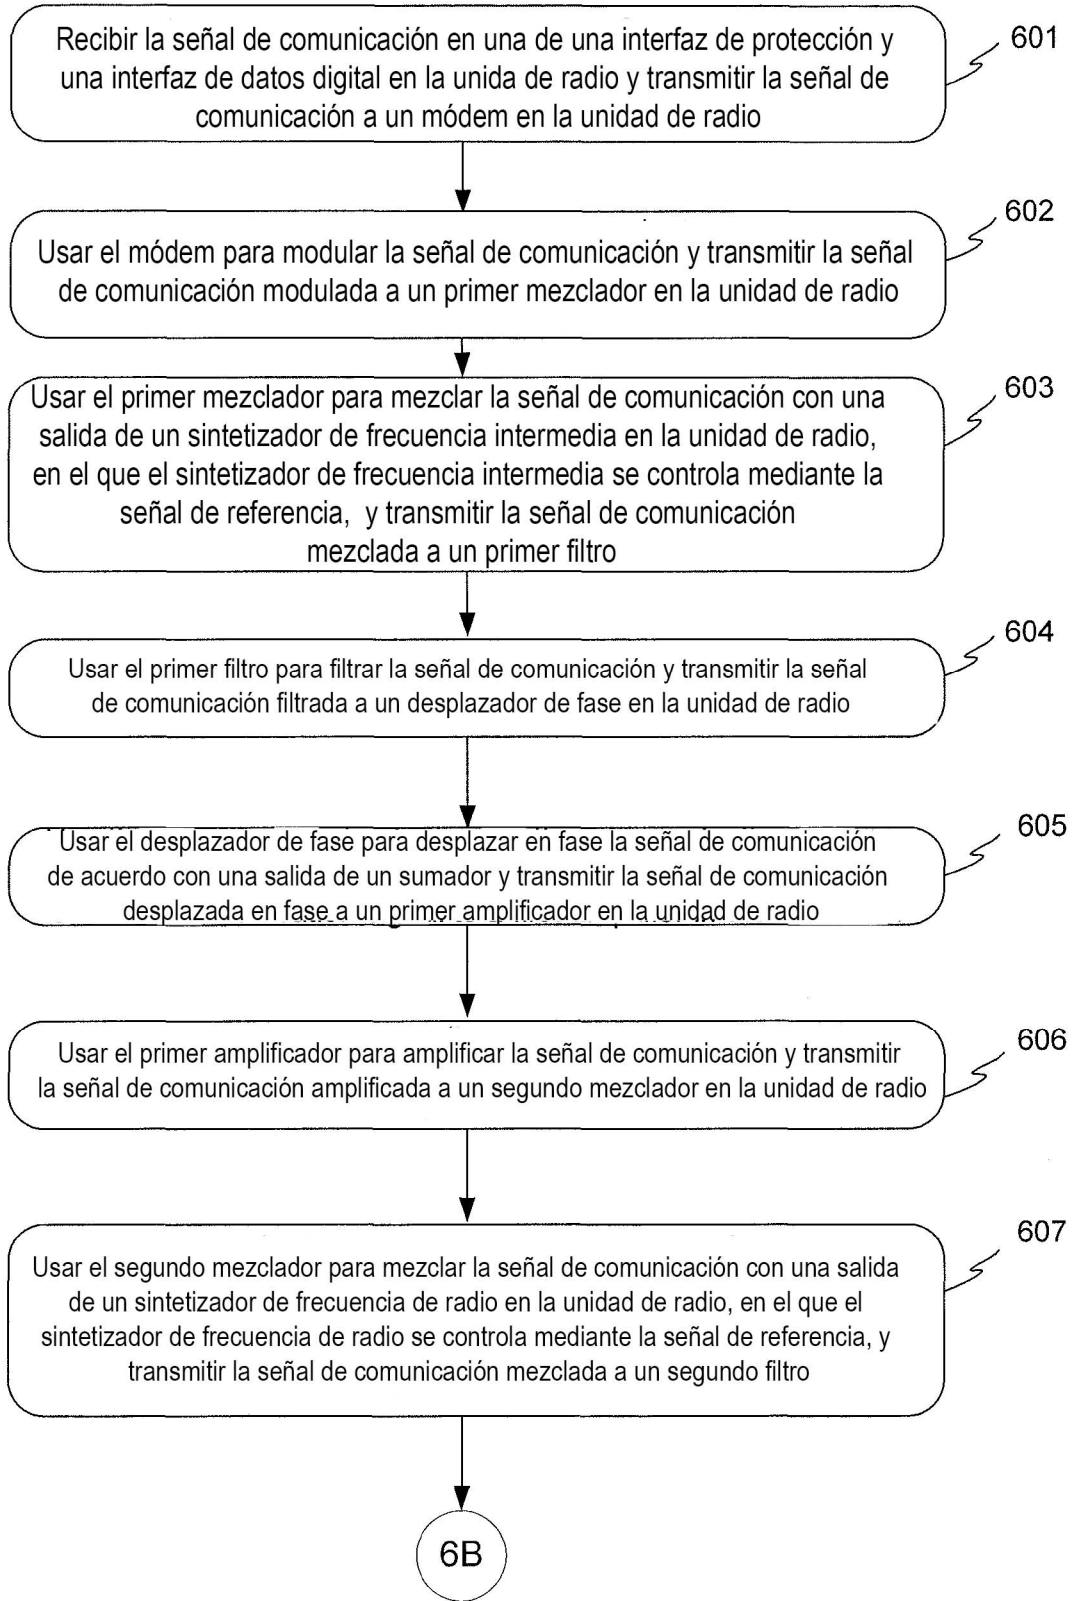 Recibir la señal de comunicación en una de una interfaz de protección y
una interfaz de datos digital en la unida de radio y transmitir la señal de
comunicación a un módem en la unidad de radio
601
Usar el módem para modular la señal de comunicación y transmitir la señal
de comunicación modulada a un primer mezclador en la unidad de radio
602
Usar el primer mezclador para mezclar la señal de comunicación con una
salida de un sintetizador de frecuencia intermedia en la unidad de radio,
en el que el sintetizador de frecuencia intermedia se controla mediante la
señal de referencia, y transmitir la señal de comunicación
mezclada a un primer filtro
603
Usar el primer filtro para filtrar la señal de comunicación y transmitir la señal
de comunicación filtrada a un desplazador de fase en la unidad de radio
604
Usar el desplazador de fase para desplazar en fase la señal de comunicación
de acuerdo con una salida de un sumador y transmitir la señal de comunicación
desplazada en fase a un primer amplificador en la unidad de radio
605
Usar el primer amplificador para amplificar la señal de comunicación y transmitir
la señal de comunicación amplificada a un segundo mezclador en la unidad de radio
606
Usar el segundo mezclador para mezclar la señal de comunicación con una salida
de un sintetizador de frecuencia de radio en la unidad de radio, en el que el
sintetizador de frecuencia de radio se controla mediante la señal de referencia, y
transmitir la señal de comunicación mezclada a un segundo filtro
607
6B